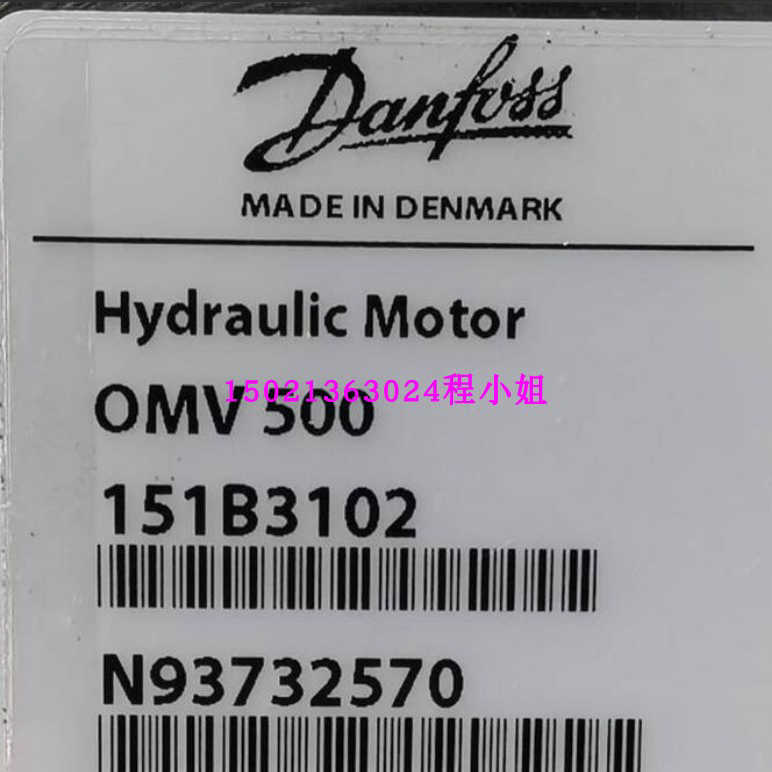 Danfoss
MADE IN DENMARK
Hydraulic Motor
15021363024程小姐
OMV 500
151B3102
N93732570